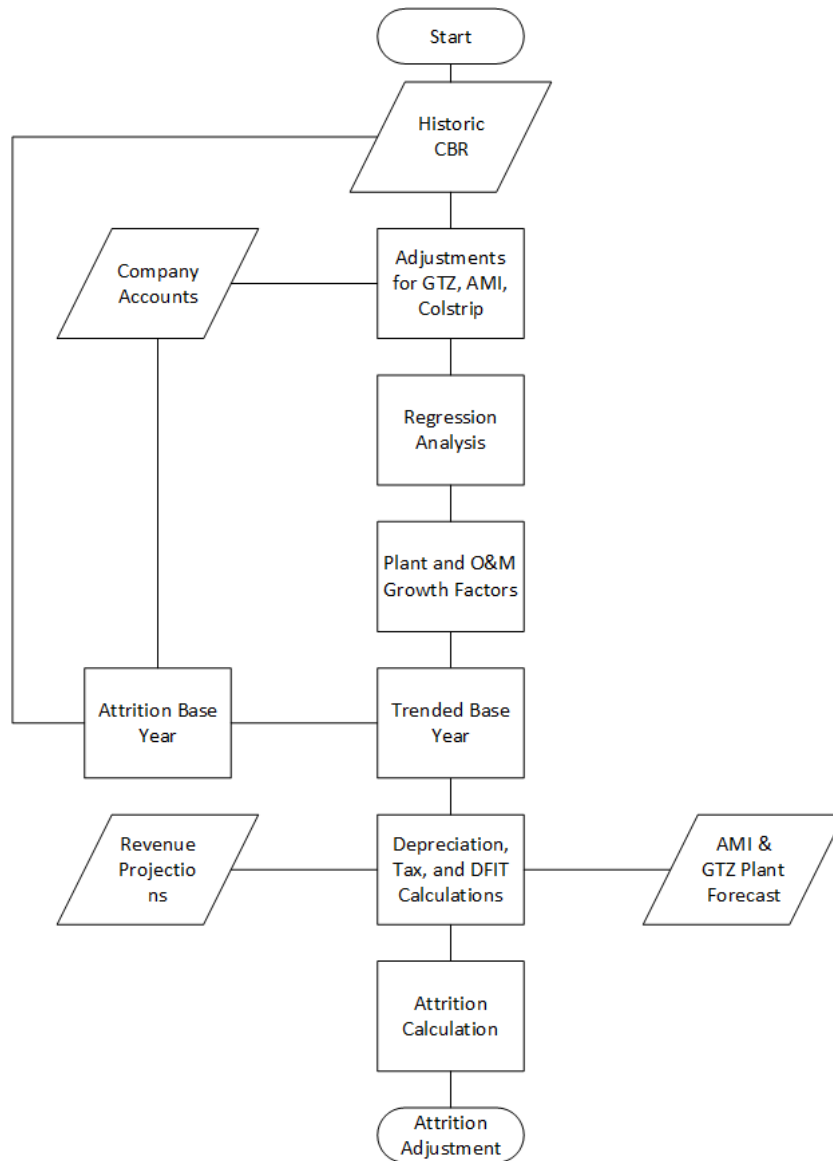 Start
Historic
CBR
Company
Accounts
Adjustments
for GTZ, AMI,
Colstrip
Regression
Analysis
Plant and O&M
Growth Factors
Attrition Base
Year
Trended Base
Year
Revenue
Projectio
ns
Depreciation,
Tax, and DFIT
Calculations
AMI &
GTZ Plant
Forecast
Attrition
Calculation
Attrition
Adjustment